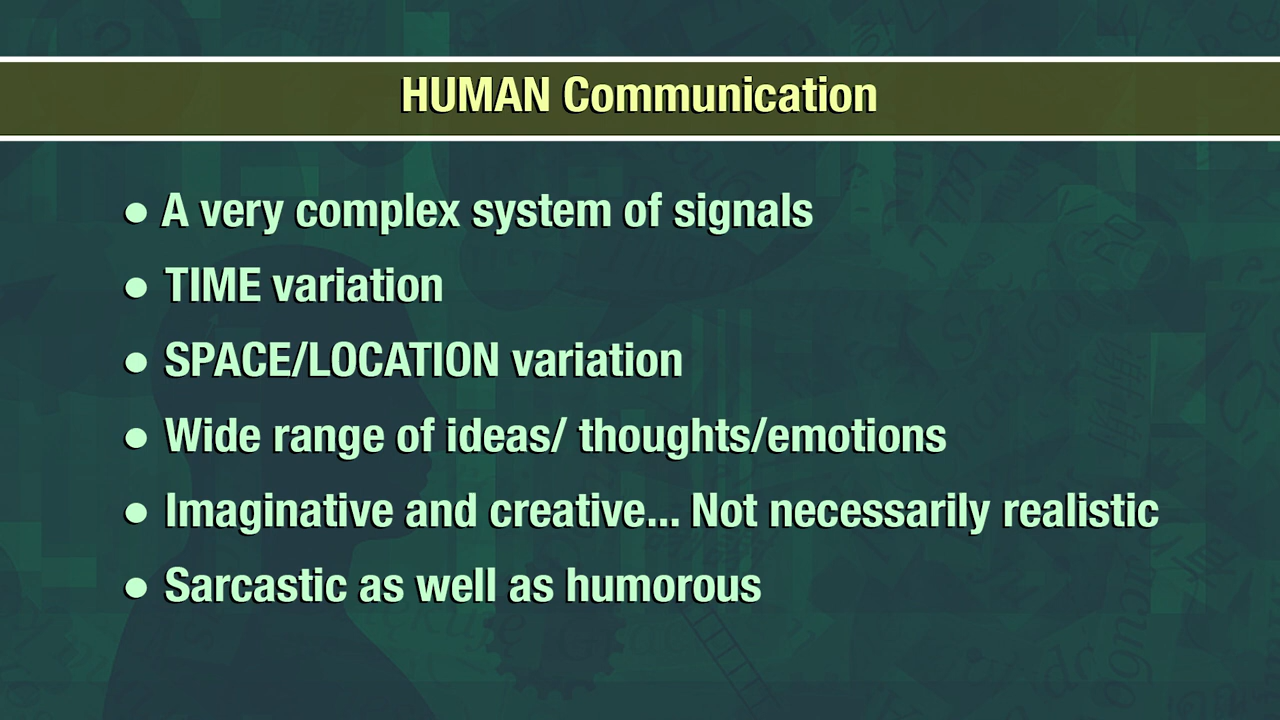 HUMAN Communication
● A very complex system of signals
● TIME variation
● SPACE/LOCATION variation
● Wide range of ideas/ thoughts/emotions
● Imaginative and creative... Not necessarily realistic
● Sarcastic as well as humorous